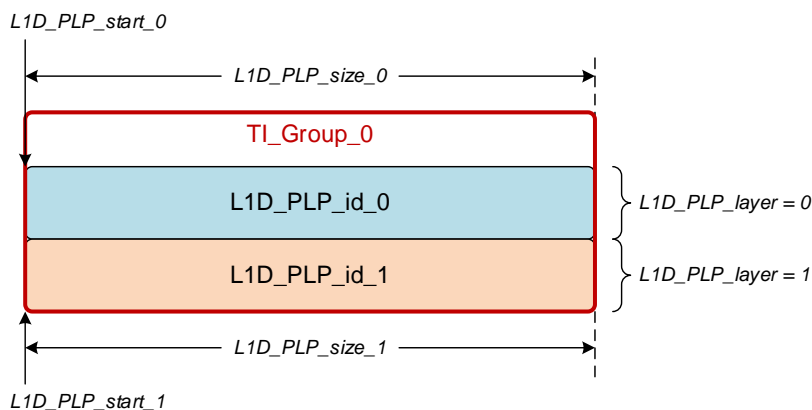 L1D_PLP_start_0
L1D_PLP_size_0
TI_Group_0
L1D_PLP_id_0
L1D_PLP_layer = 0
L1D_PLP_id_1
L1D_PLP_layer = 1
L1D_PLP_size_1
L1D_PLP_start_1